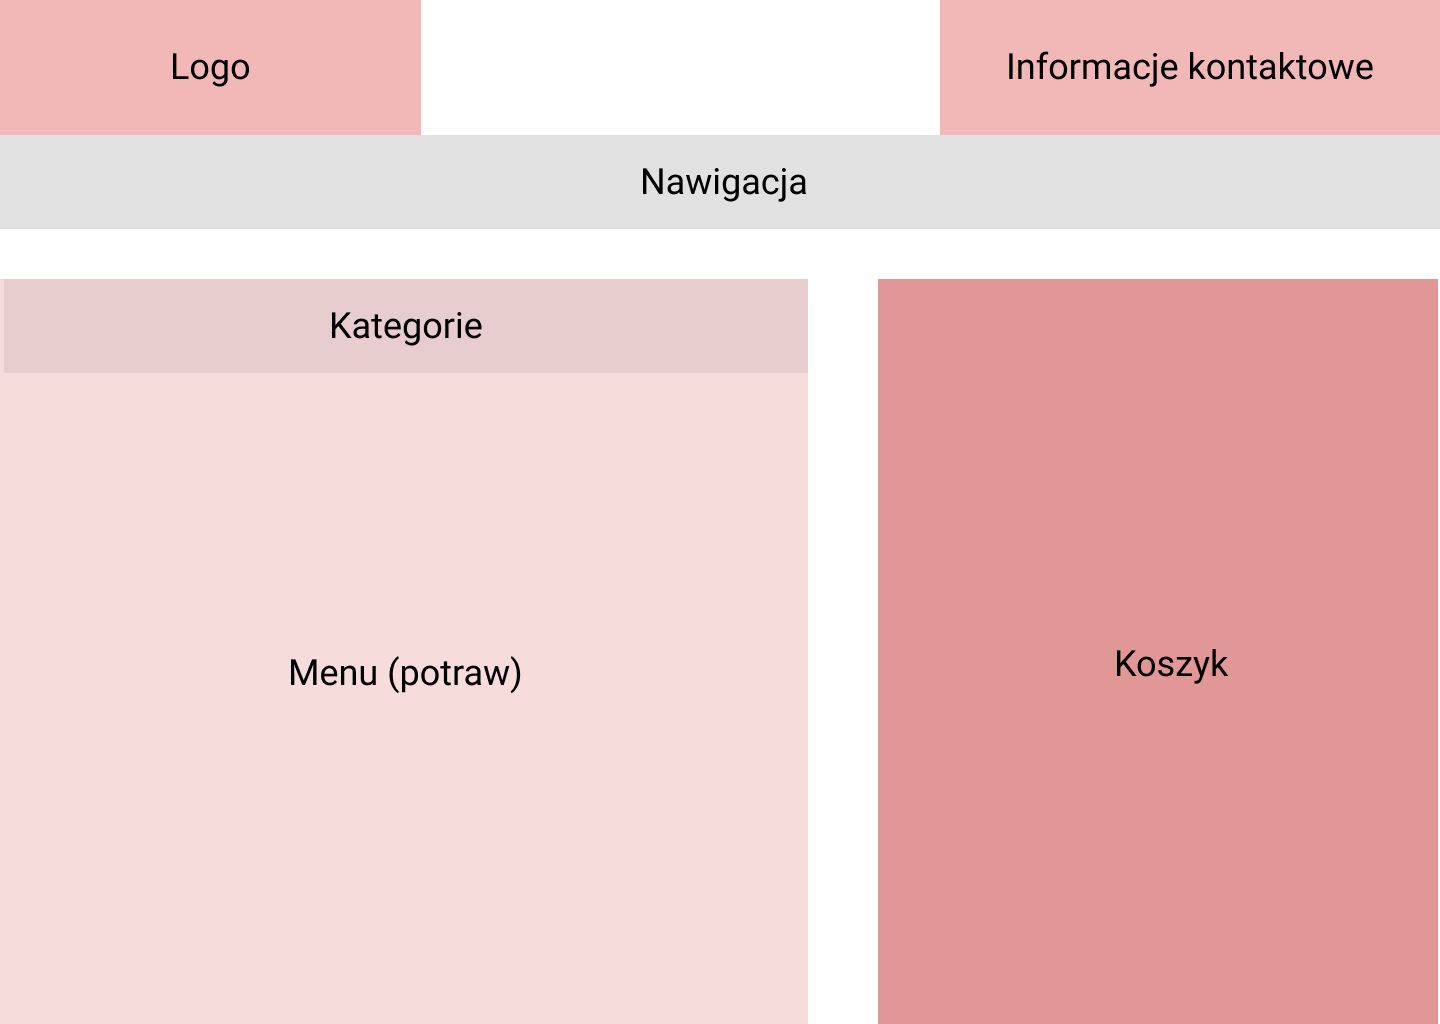 Logo
Informacje kontaktowe
Nawigacja
Kategorie
Menu (potraw)
Koszyk